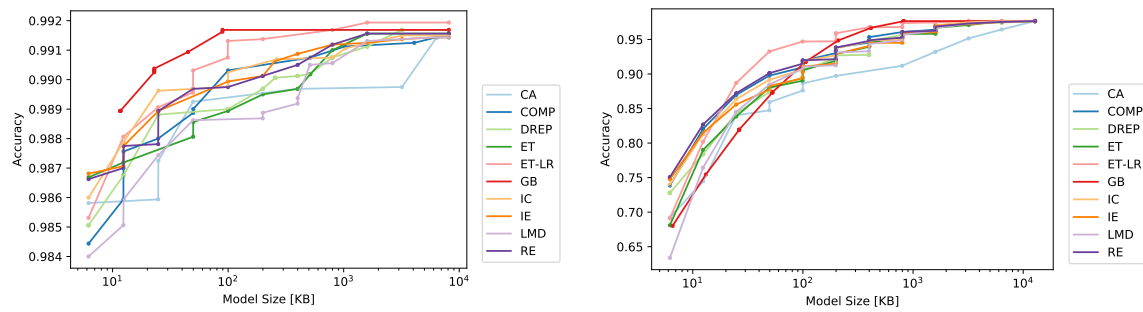 0.992
0.991
0.990
0.989
0.988
0.987
0.986
0.985
0.984
Accuracy
10¹ 10² 10³ 10⁴
Model Size [KB]
CA
COMP
DREP
ET
ET-LR
GB
IC
IE
LMD
RE
0.95
0.90
0.85
0.80
0.75
0.70
0.65
Accuracy
10¹ 10² 10³ 10⁴
Model Size [KB]
CA
COMP
DREP
ET
ET-LR
GB
IC
IE
LMD
RE